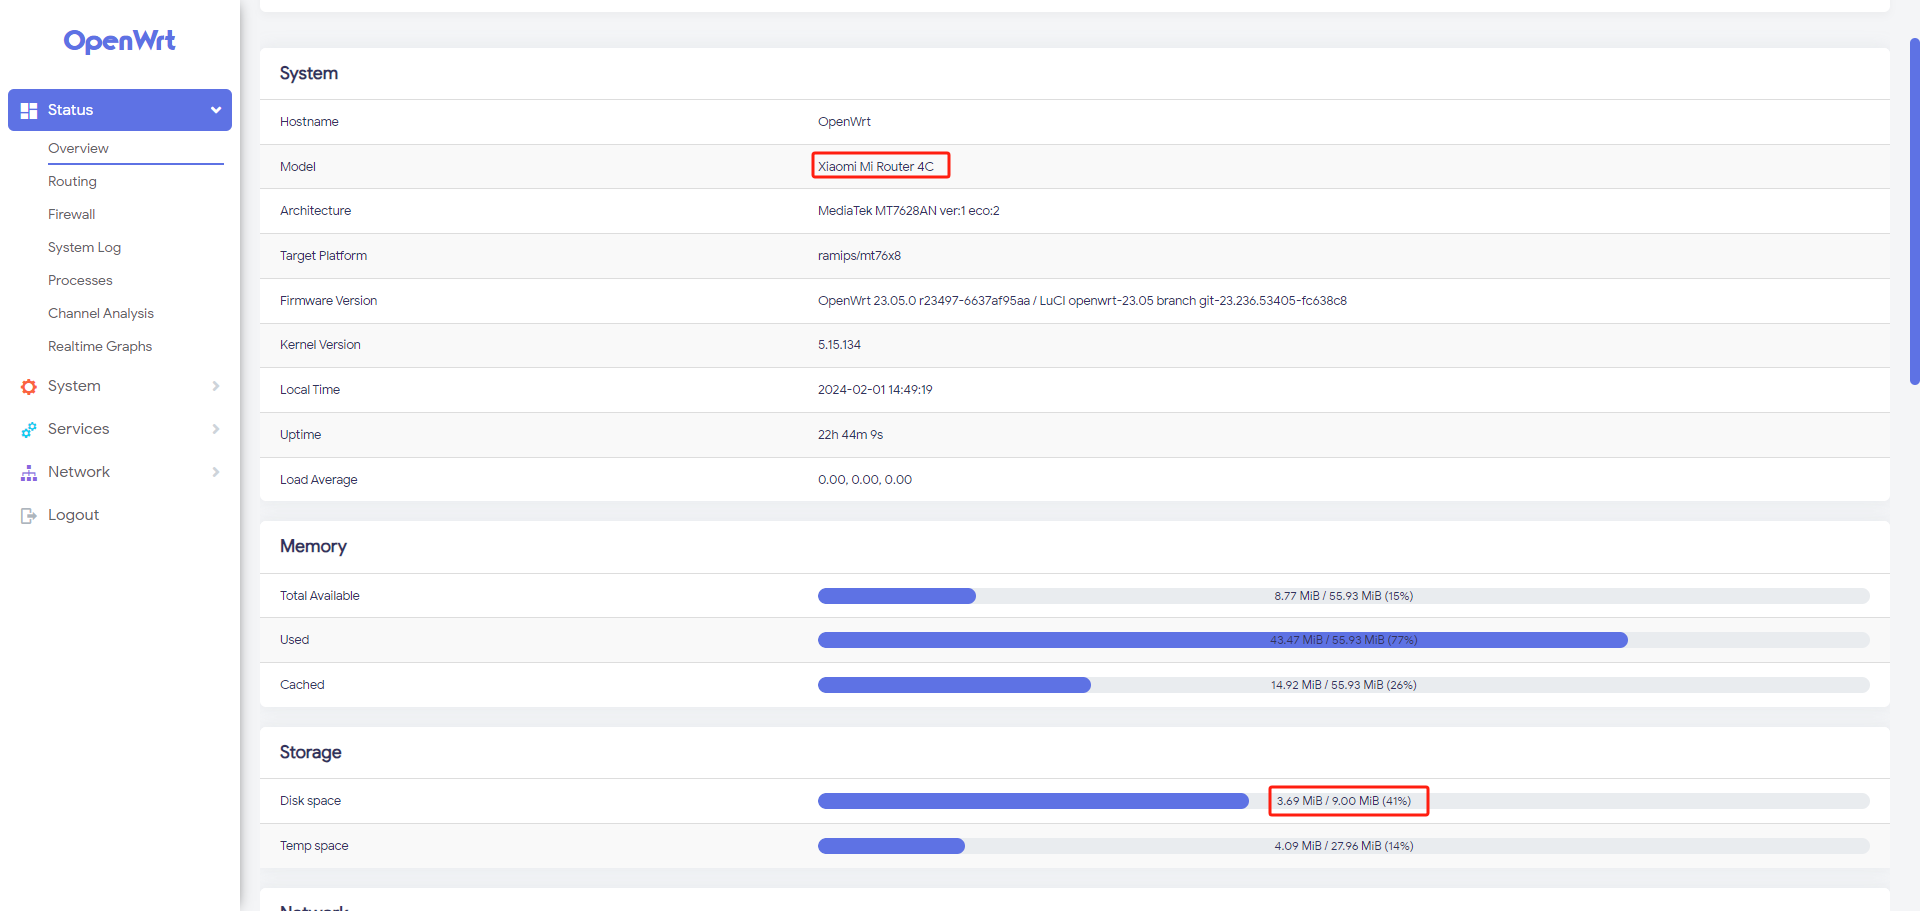 OpenWrt
Status
Overview
Routing
Firewall
System Log
Processes
Channel Analysis
Realtime Graphs
System
Services
Network
Logout
System
Hostname OpenWrt
Model Xiaomi Mi Router 4C
Architecture MediaTek MT7628AN ver:1 eco:2
Target Platform ramips/mt76x8
Firmware Version OpenWrt 23.05.0 r23497-6637af95aa / LuCI openwrt-23.05 branch git-23.236.53405-fc638c8
Kernel Version 5.15.134
Local Time 2024-02-01 14:49:19
Uptime 22h 44m 9s
Load Average 0.00, 0.00, 0.00
Memory
Total Available 8.77 MiB / 55.93 MiB (15%)
Used 43.47 MiB / 55.93 MiB (77%)
Cached 14.92 MiB / 55.93 MiB (26%)
Storage
Disk space 3.69 MiB / 9.00 MiB (41%)
Temp space 4.09 MiB / 27.96 MiB (14%)
Network